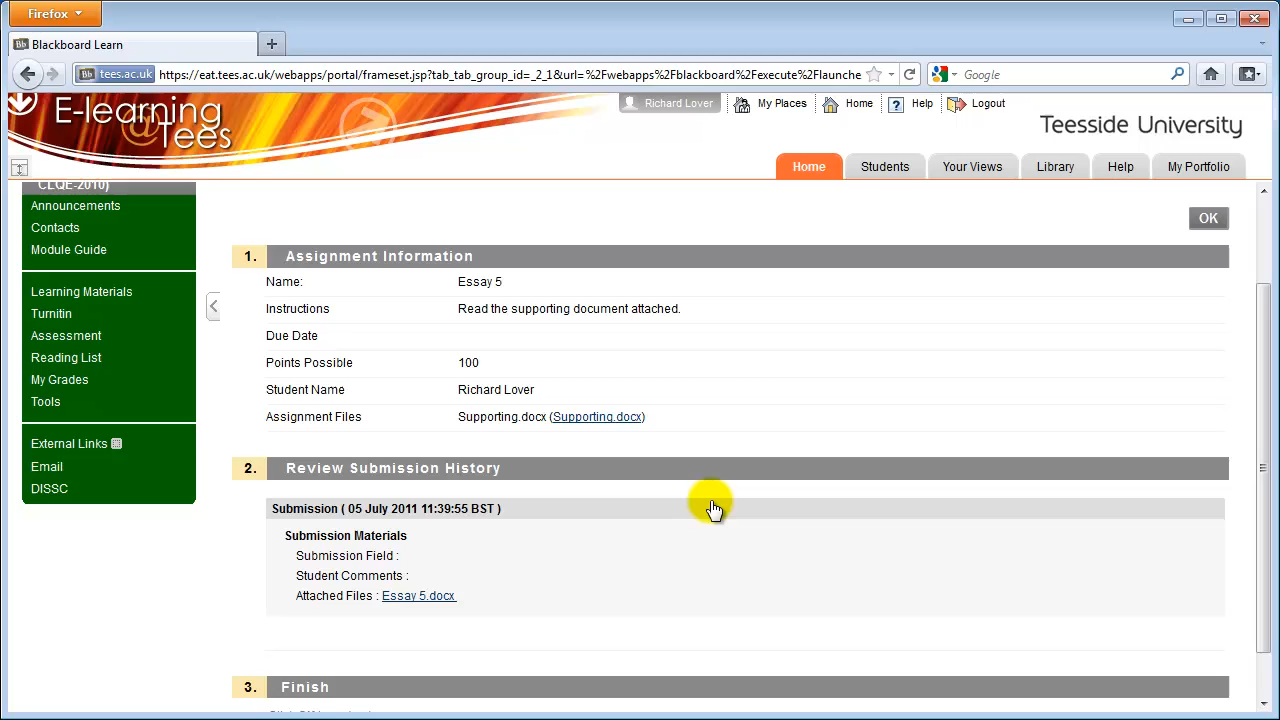 Firefox
Blackboard Learn
tees.ac.uk https://eat.tees.ac.uk/webapps/portal/frameset.jsp?tab_tab_group_id=_2_1&url=%2Fwebapps%2Fblackboard%2Fexecute%2Flaunche
Google
E-learning
@Tees
Richard Lover
My Places
Home
Help
Logout
Teesside University
Home
Students
Your Views
Library
Help
My Portfolio
CLQE-2010)
Announcements
Contacts
Module Guide
Learning Materials
Turnitin
Assessment
Reading List
My Grades
Tools
External Links
Email
DISSC
OK
1. Assignment Information
Name: Essay 5
Instructions Read the supporting document attached.
Due Date
Points Possible 100
Student Name Richard Lover
Assignment Files Supporting.docx (Supporting.docx)
2. Review Submission History
Submission ( 05 July 2011 11:39:55 BST )
Submission Materials
Submission Field :
Student Comments :
Attached Files : Essay 5.docx
3. Finish